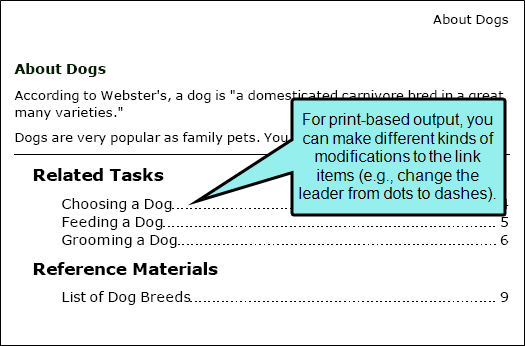 About Dogs
About Dogs
According to Webster's, a dog is "a domesticated carnivore bred in a great
many varieties."
Dogs are very popular as family pets. You
For print-based output, you
can make different kinds of
modifications to the link
items (e.g., change the
leader from dots to dashes).
Related Tasks
Choosing a Dog
Feeding a Dog 5
Grooming a Dog 6
Reference Materials
List of Dog Breeds 9